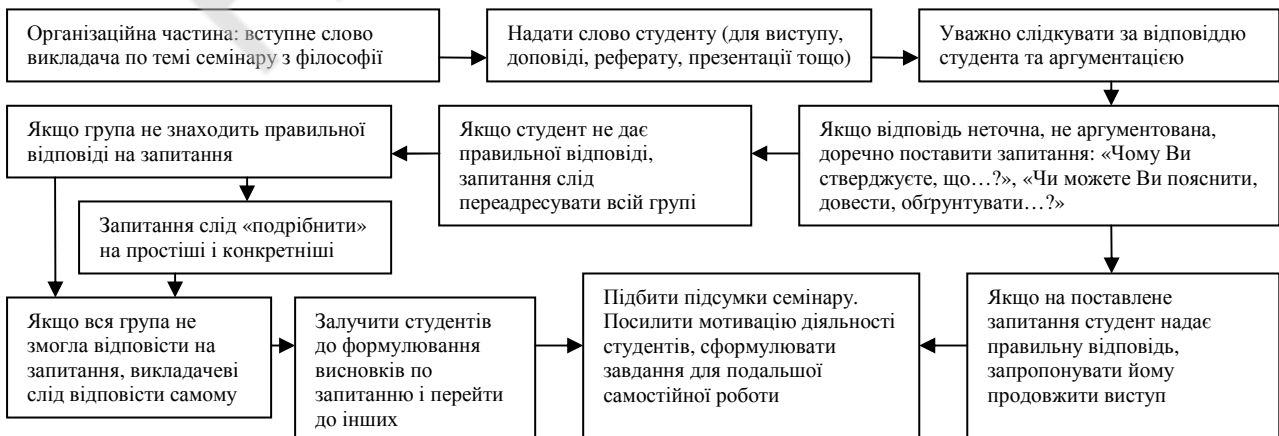 Організаційна частина: вступне слово
викладача по темі семінару з філософії
Надати слово студенту (для виступу,
доповіді, реферату, презентації тощо)
Уважно слідкувати за відповіддю
студента та аргументацією
Якщо група не знаходить правильної
відповіді на запитання
Якщо студент не дає
правильної відповіді,
запитання слід
переадресувати всій групі
Якщо відповідь неточна, не аргументована,
доречно поставити запитання: «Чому Ви
стверджуєте, що…?», «Чи можете Ви пояснити,
довести, обґрунтувати…?»
Запитання слід «подрібнити»
на простіші і конкретніші
Якщо вся група не
змогла відповісти на
запитання, викладачеві
слід відповісти самому
Залучити студентів
до формулювання
висновків по
запитанню і перейти
до інших
Підбити підсумки семінару.
Посилити мотивацію діяльності
студентів, сформулювати
завдання для подальшої
самостійної роботи
Якщо на поставлене
запитання студент надає
правильну відповідь,
запропонувати йому
продовжити виступ